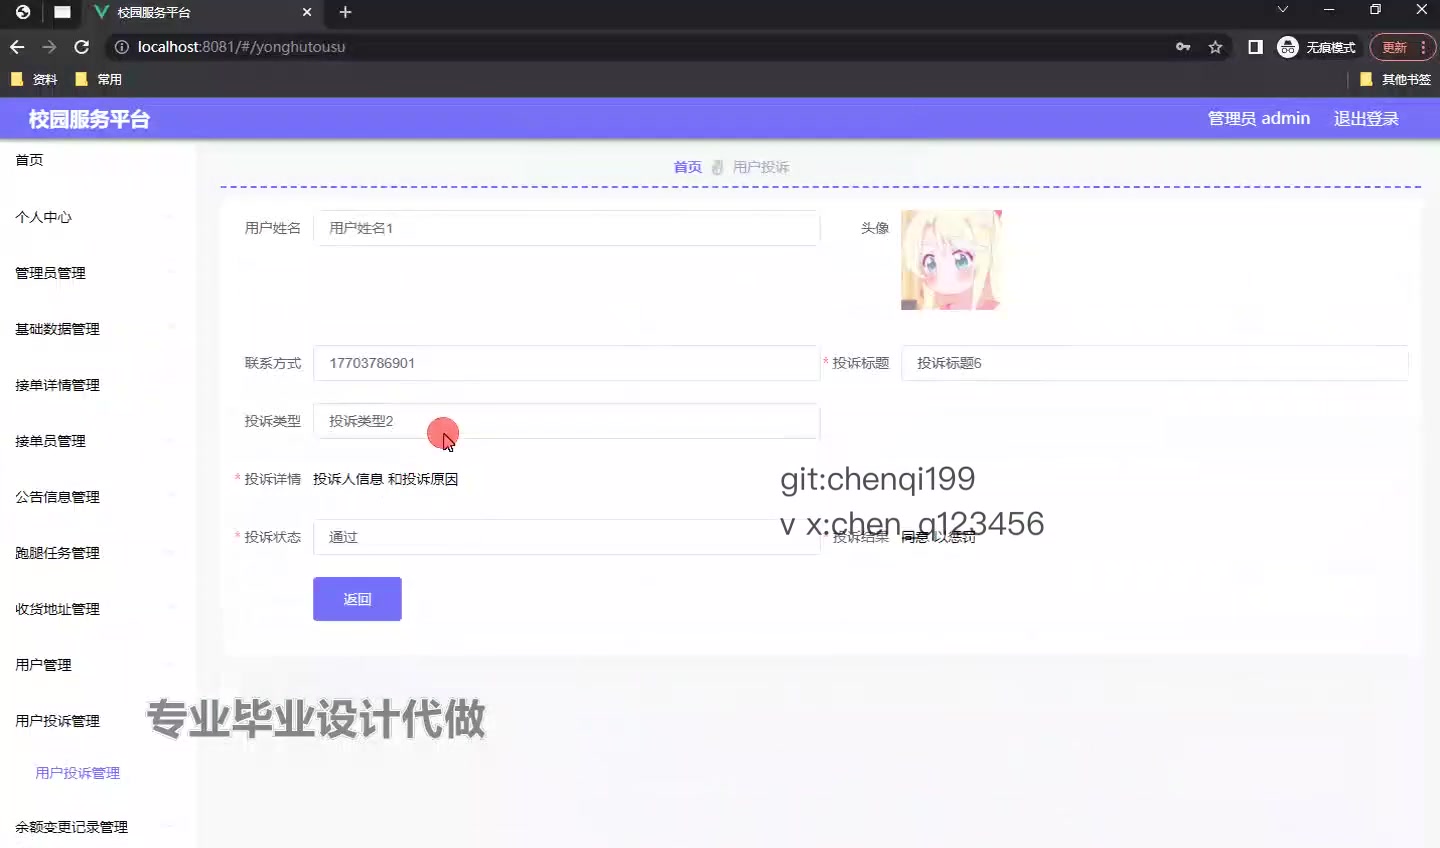 校园服务平台
localhost:8081/#/yonghutousu
无痕模式
更新
资料
常用
其他书签
校园服务平台
管理员 admin
退出登录
首页
个人中心
管理员管理
基础数据管理
接单详情管理
接单员管理
公告信息管理
跑腿任务管理
收货地址管理
用户管理
用户投诉管理
用户投诉管理
余额变更记录管理
首页 用户投诉
用户姓名 用户姓名1
头像
联系方式 17703786901
* 投诉标题 投诉标题6
投诉类型 投诉类型2
* 投诉详情 投诉人信息 和投诉原因
* 投诉状态 通过
投诉结果 同意 以惩罚
返回
git:chenqi199
v x:chen_q123456
专业毕业设计代做